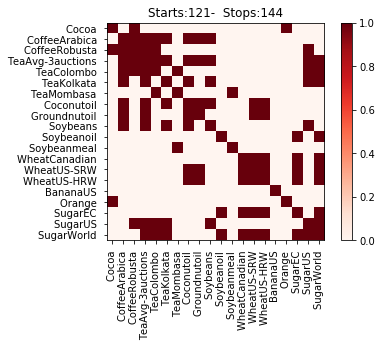 Starts:121-  Stops:144
Cocoa
CoffeeArabica
CoffeeRobusta
TeaAvg-3auctions
TeaColombo
TeaKolkata
TeaMombasa
Coconutoil
Groundnutoil
Soybeans
Soybeanoil
Soybeanmeal
WheatCanadian
WheatUS-SRW
WheatUS-HRW
BananaUS
Orange
SugarEC
SugarUS
SugarWorld
Cocoa
CoffeeArabica
CoffeeRobusta
TeaAvg-3auctions
TeaColombo
TeaKolkata
TeaMombasa
Coconutoil
Groundnutoil
Soybeans
Soybeanoil
Soybeanmeal
WheatCanadian
WheatUS-SRW
WheatUS-HRW
BananaUS
Orange
SugarEC
SugarUS
SugarWorld
1.0
0.8
0.6
0.4
0.2
0.0